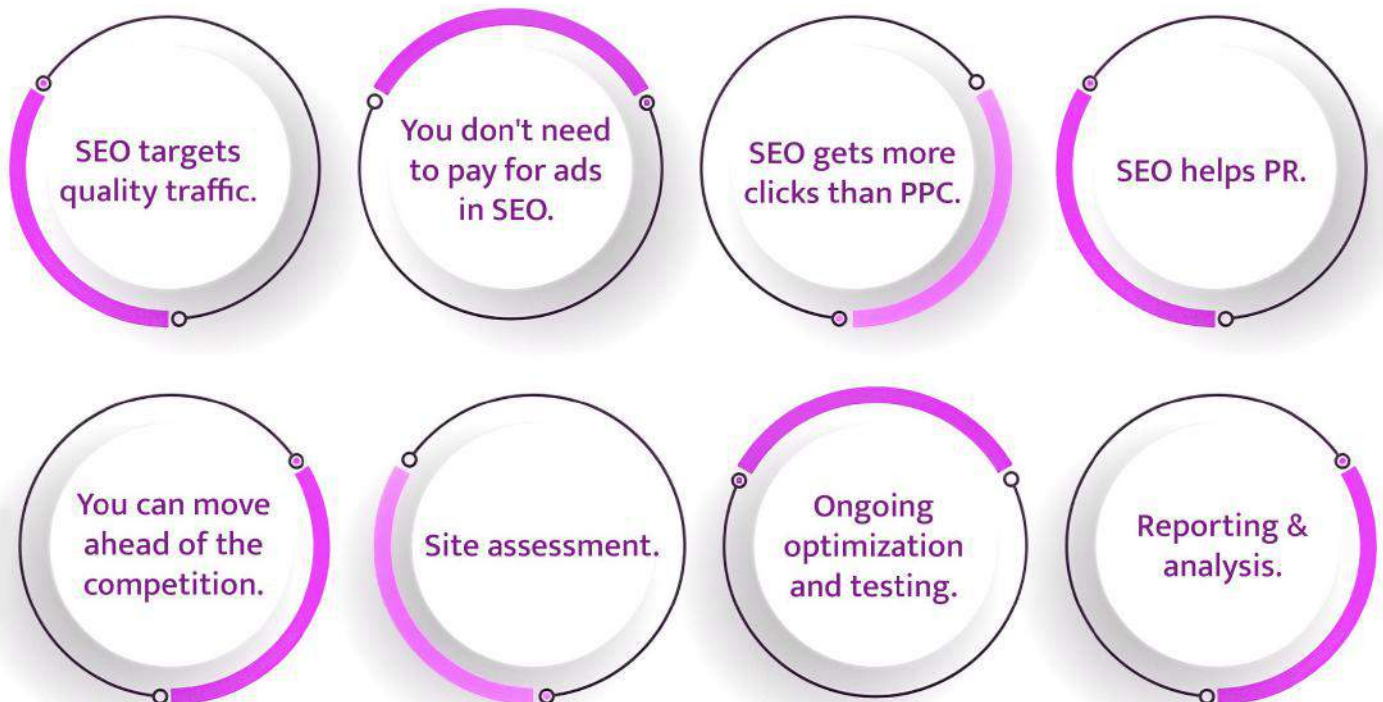 SEO targets
quality traffic.
You don't need
to pay for ads
in SEO.
SEO gets more
clicks than PPC.
SEO helps PR.
You can move
ahead of the
competition.
Site assessment.
Ongoing
optimization
and testing.
Reporting &
analysis.